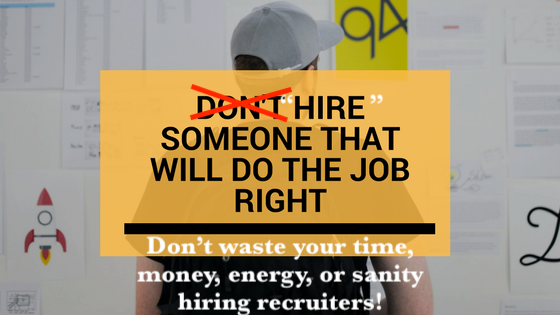 94
DON'T “HIRE”
SOMEONE THAT
WILL DO THE JOB
RIGHT
Don't waste your time,
money, energy, or sanity
hiring recruiters!